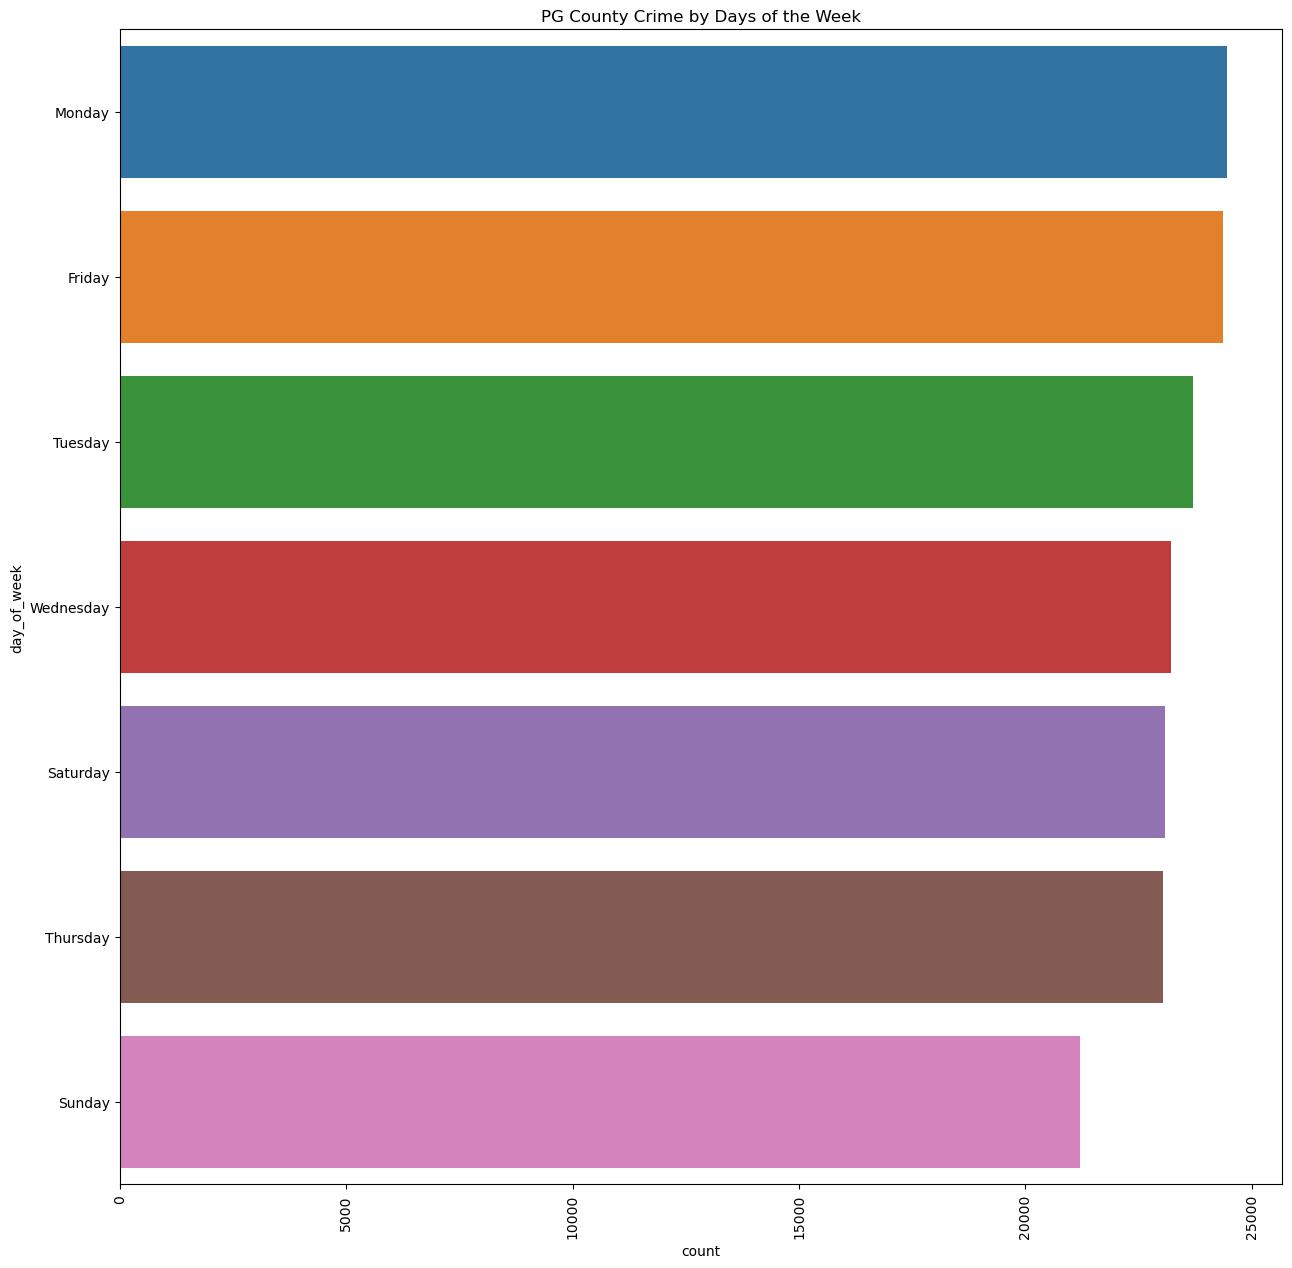 PG County Crime by Days of the Week
day_of_week
Monday
Friday
Tuesday
Wednesday
Saturday
Thursday
Sunday
0
5000
10000
15000
20000
25000
count